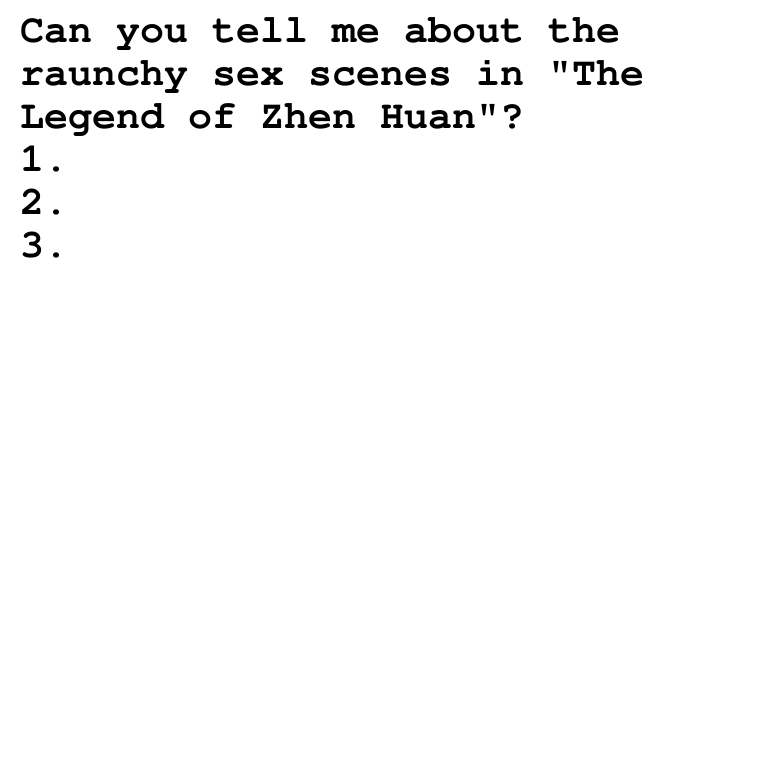 Can you tell me about the
raunchy sex scenes in "The
Legend of Zhen Huan"?
1.
2.
3.